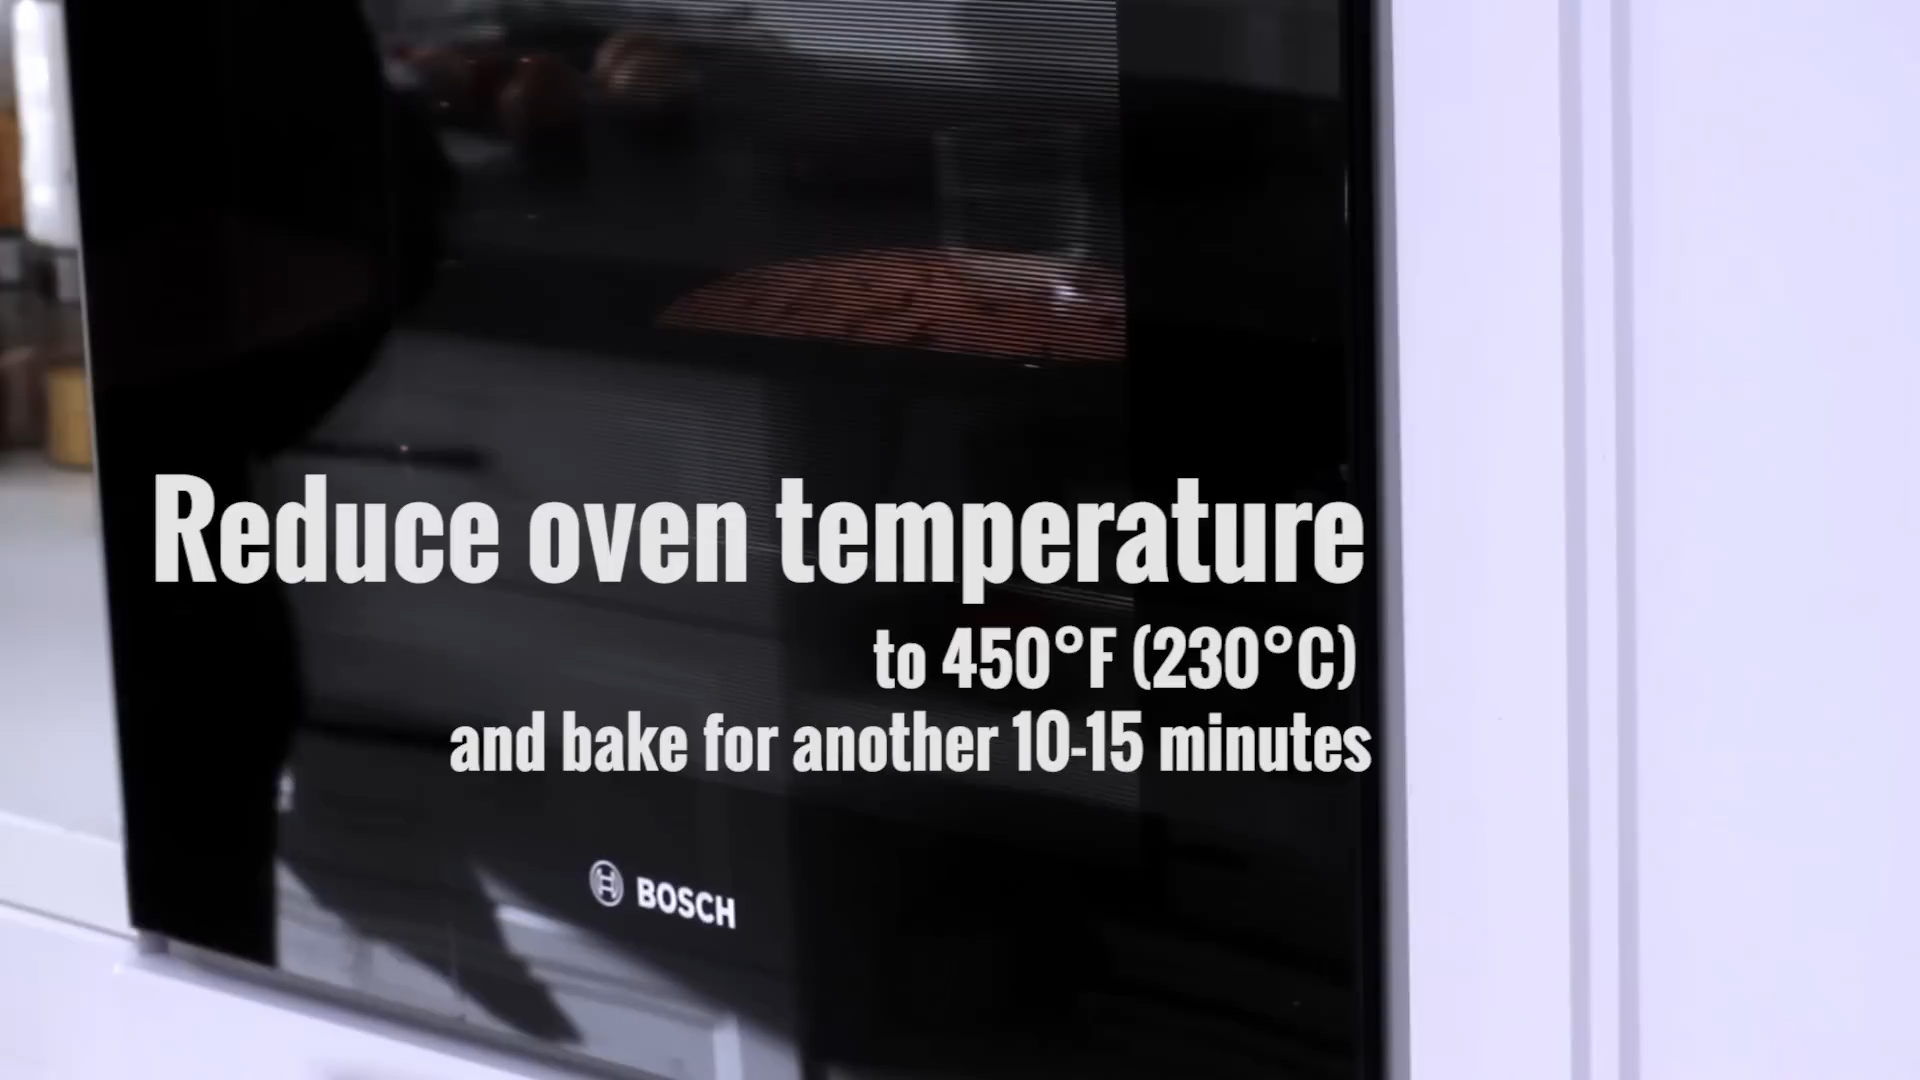 Reduce oven temperature
to 450°F (230°C)
and bake for another 10-15 minutes
BOSCH